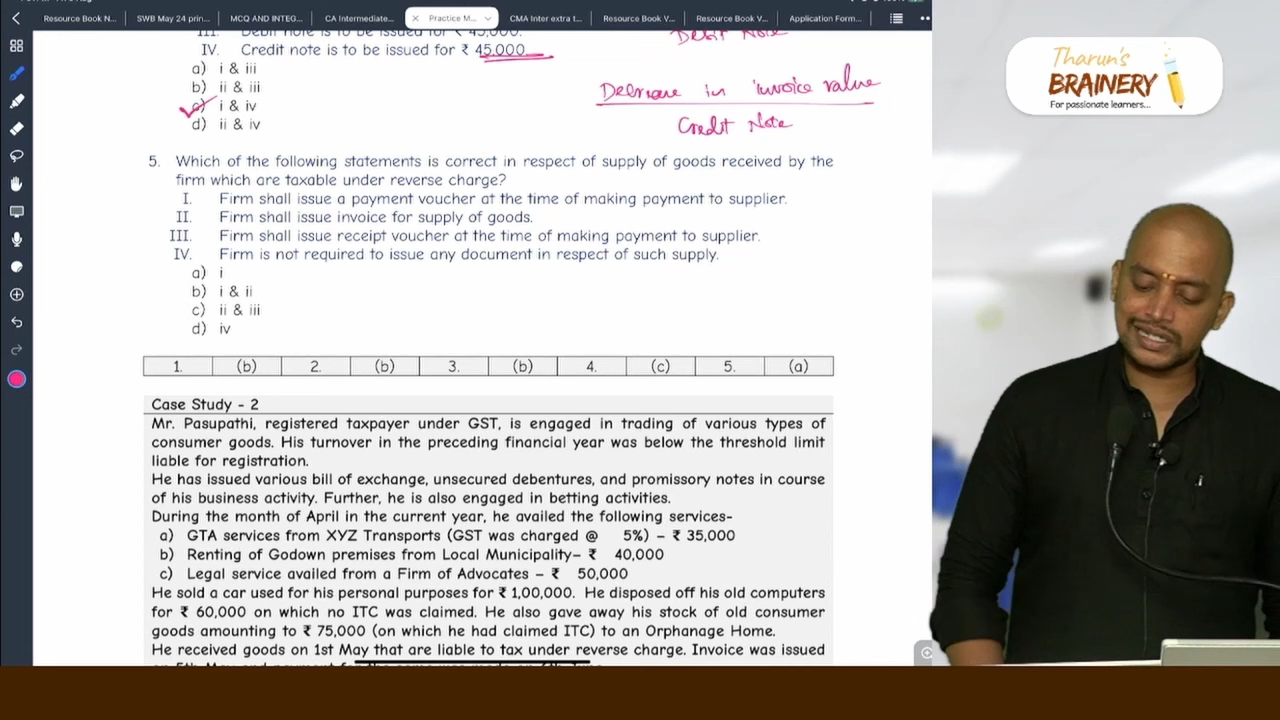 Resource Book N...
SWB May 24 prin...
MCQ AND INTEG...
CA Intermediate...
Practice M...
CMA Inter extra t...
Resource Book V...
Resource Book V...
Application Form...
III. Debit note is to be issued for ₹ 45,000.
Debit Note
IV. Credit note is to be issued for ₹ 45,000.
a) i & iii
b) ii & iii
c) i & iv
d) ii & iv
Decrease in invoice value
Credit Note
Tharun's
BRAINERY
For passionate learners...
5. Which of the following statements is correct in respect of supply of goods received by the
firm which are taxable under reverse charge?
I. Firm shall issue a payment voucher at the time of making payment to supplier.
II. Firm shall issue invoice for supply of goods.
III. Firm shall issue receipt voucher at the time of making payment to supplier.
IV. Firm is not required to issue any document in respect of such supply.
a) i
b) i & ii
c) ii & iii
d) iv
1. (b) 2. (b) 3. (b) 4. (c) 5. (a)
Case Study - 2
Mr. Pasupathi, registered taxpayer under GST, is engaged in trading of various types of
consumer goods. His turnover in the preceding financial year was below the threshold limit
liable for registration.
He has issued various bill of exchange, unsecured debentures, and promissory notes in course
of his business activity. Further, he is also engaged in betting activities.
During the month of April in the current year, he availed the following services-
a) GTA services from XYZ Transports (GST was charged @ 5%) – ₹ 35,000
b) Renting of Godown premises from Local Municipality– ₹ 40,000
c) Legal service availed from a Firm of Advocates – ₹ 50,000
He sold a car used for his personal purposes for ₹ 1,00,000. He disposed off his old computers
for ₹ 60,000 on which no ITC was claimed. He also gave away his stock of old consumer
goods amounting to ₹ 75,000 (on which he had claimed ITC) to an Orphanage Home.
He received goods on 1st May that are liable to tax under reverse charge. Invoice was issued